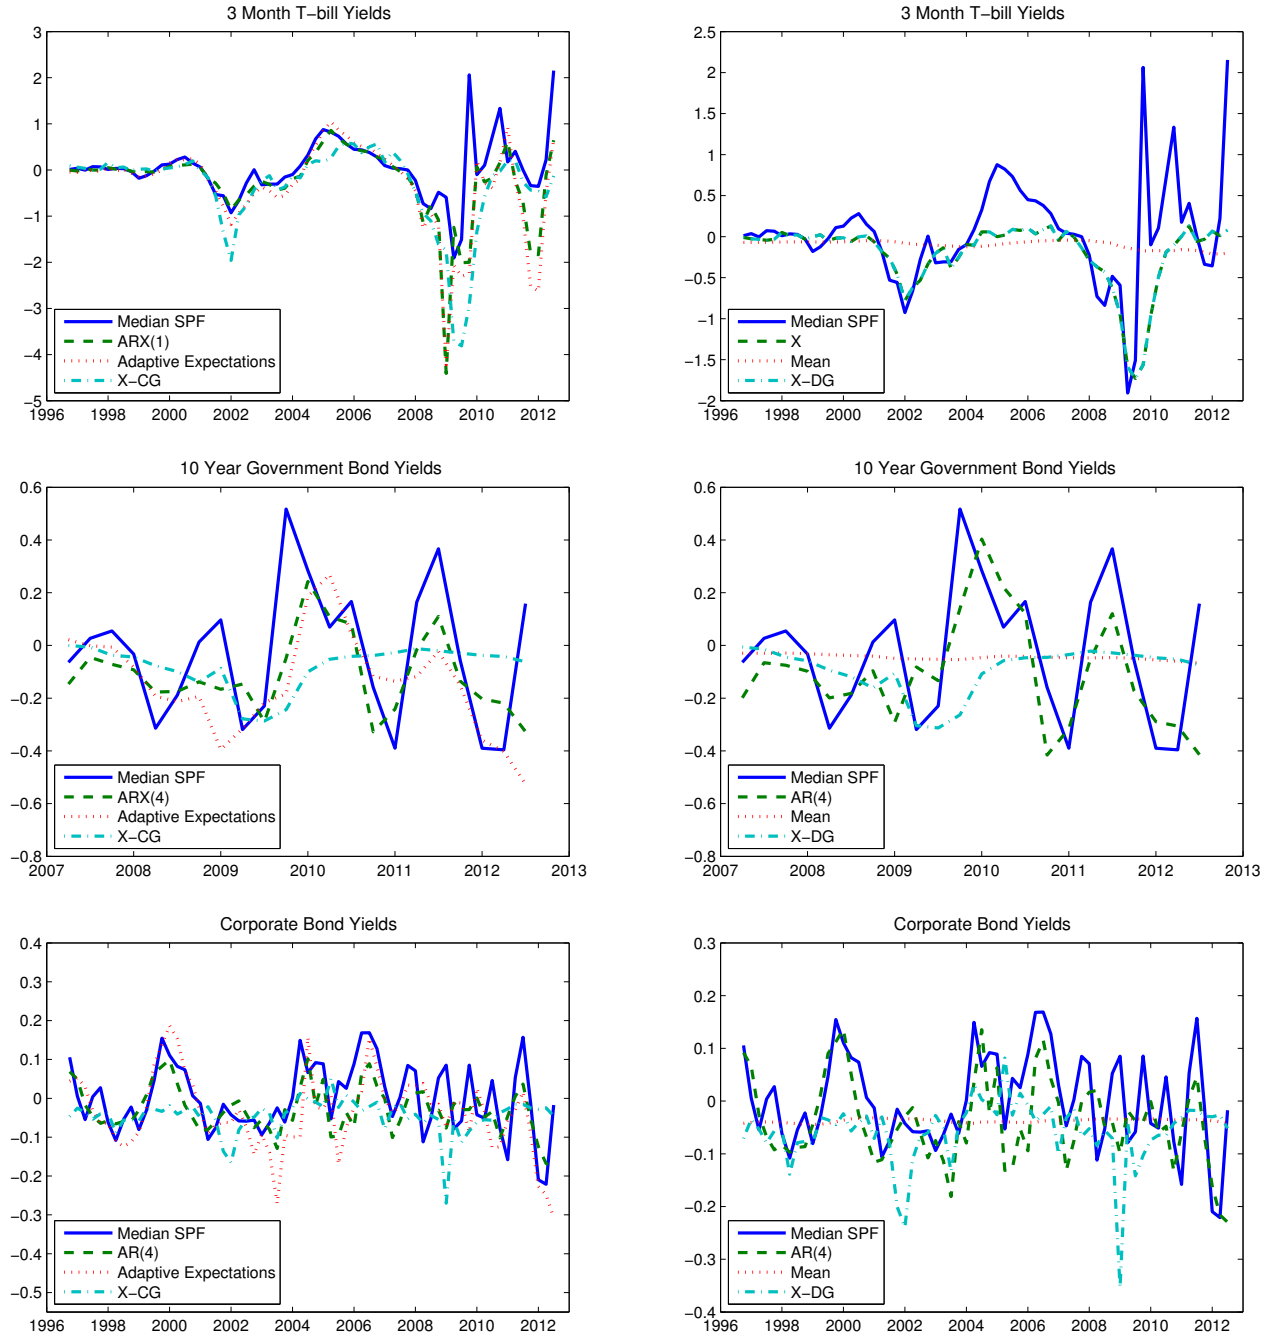 3 Month T−bill Yields
3
2
1
0
−1
−2
−3
−4
−5
1996 1998 2000 2002 2004 2006 2008 2010 2012
Median SPF
ARX(1)
Adaptive Expectations
X−CG
3 Month T−bill Yields
2.5
2
1.5
1
0.5
0
−0.5
−1
−1.5
−2
1996 1998 2000 2002 2004 2006 2008 2010 2012
Median SPF
X
Mean
X−DG
10 Year Government Bond Yields
0.6
0.4
0.2
0
−0.2
−0.4
−0.6
−0.8
2007 2008 2009 2010 2011 2012 2013
Median SPF
ARX(4)
Adaptive Expectations
X−CG
10 Year Government Bond Yields
0.6
0.4
0.2
0
−0.2
−0.4
−0.6
−0.8
2007 2008 2009 2010 2011 2012 2013
Median SPF
AR(4)
Mean
X−DG
Corporate Bond Yields
0.4
0.3
0.2
0.1
0
−0.1
−0.2
−0.3
−0.4
−0.5
1996 1998 2000 2002 2004 2006 2008 2010 2012
Median SPF
AR(4)
Adaptive Expectations
X−CG
Corporate Bond Yields
0.3
0.2
0.1
0
−0.1
−0.2
−0.3
−0.4
1996 1998 2000 2002 2004 2006 2008 2010 2012
Median SPF
AR(4)
Mean
X−DG